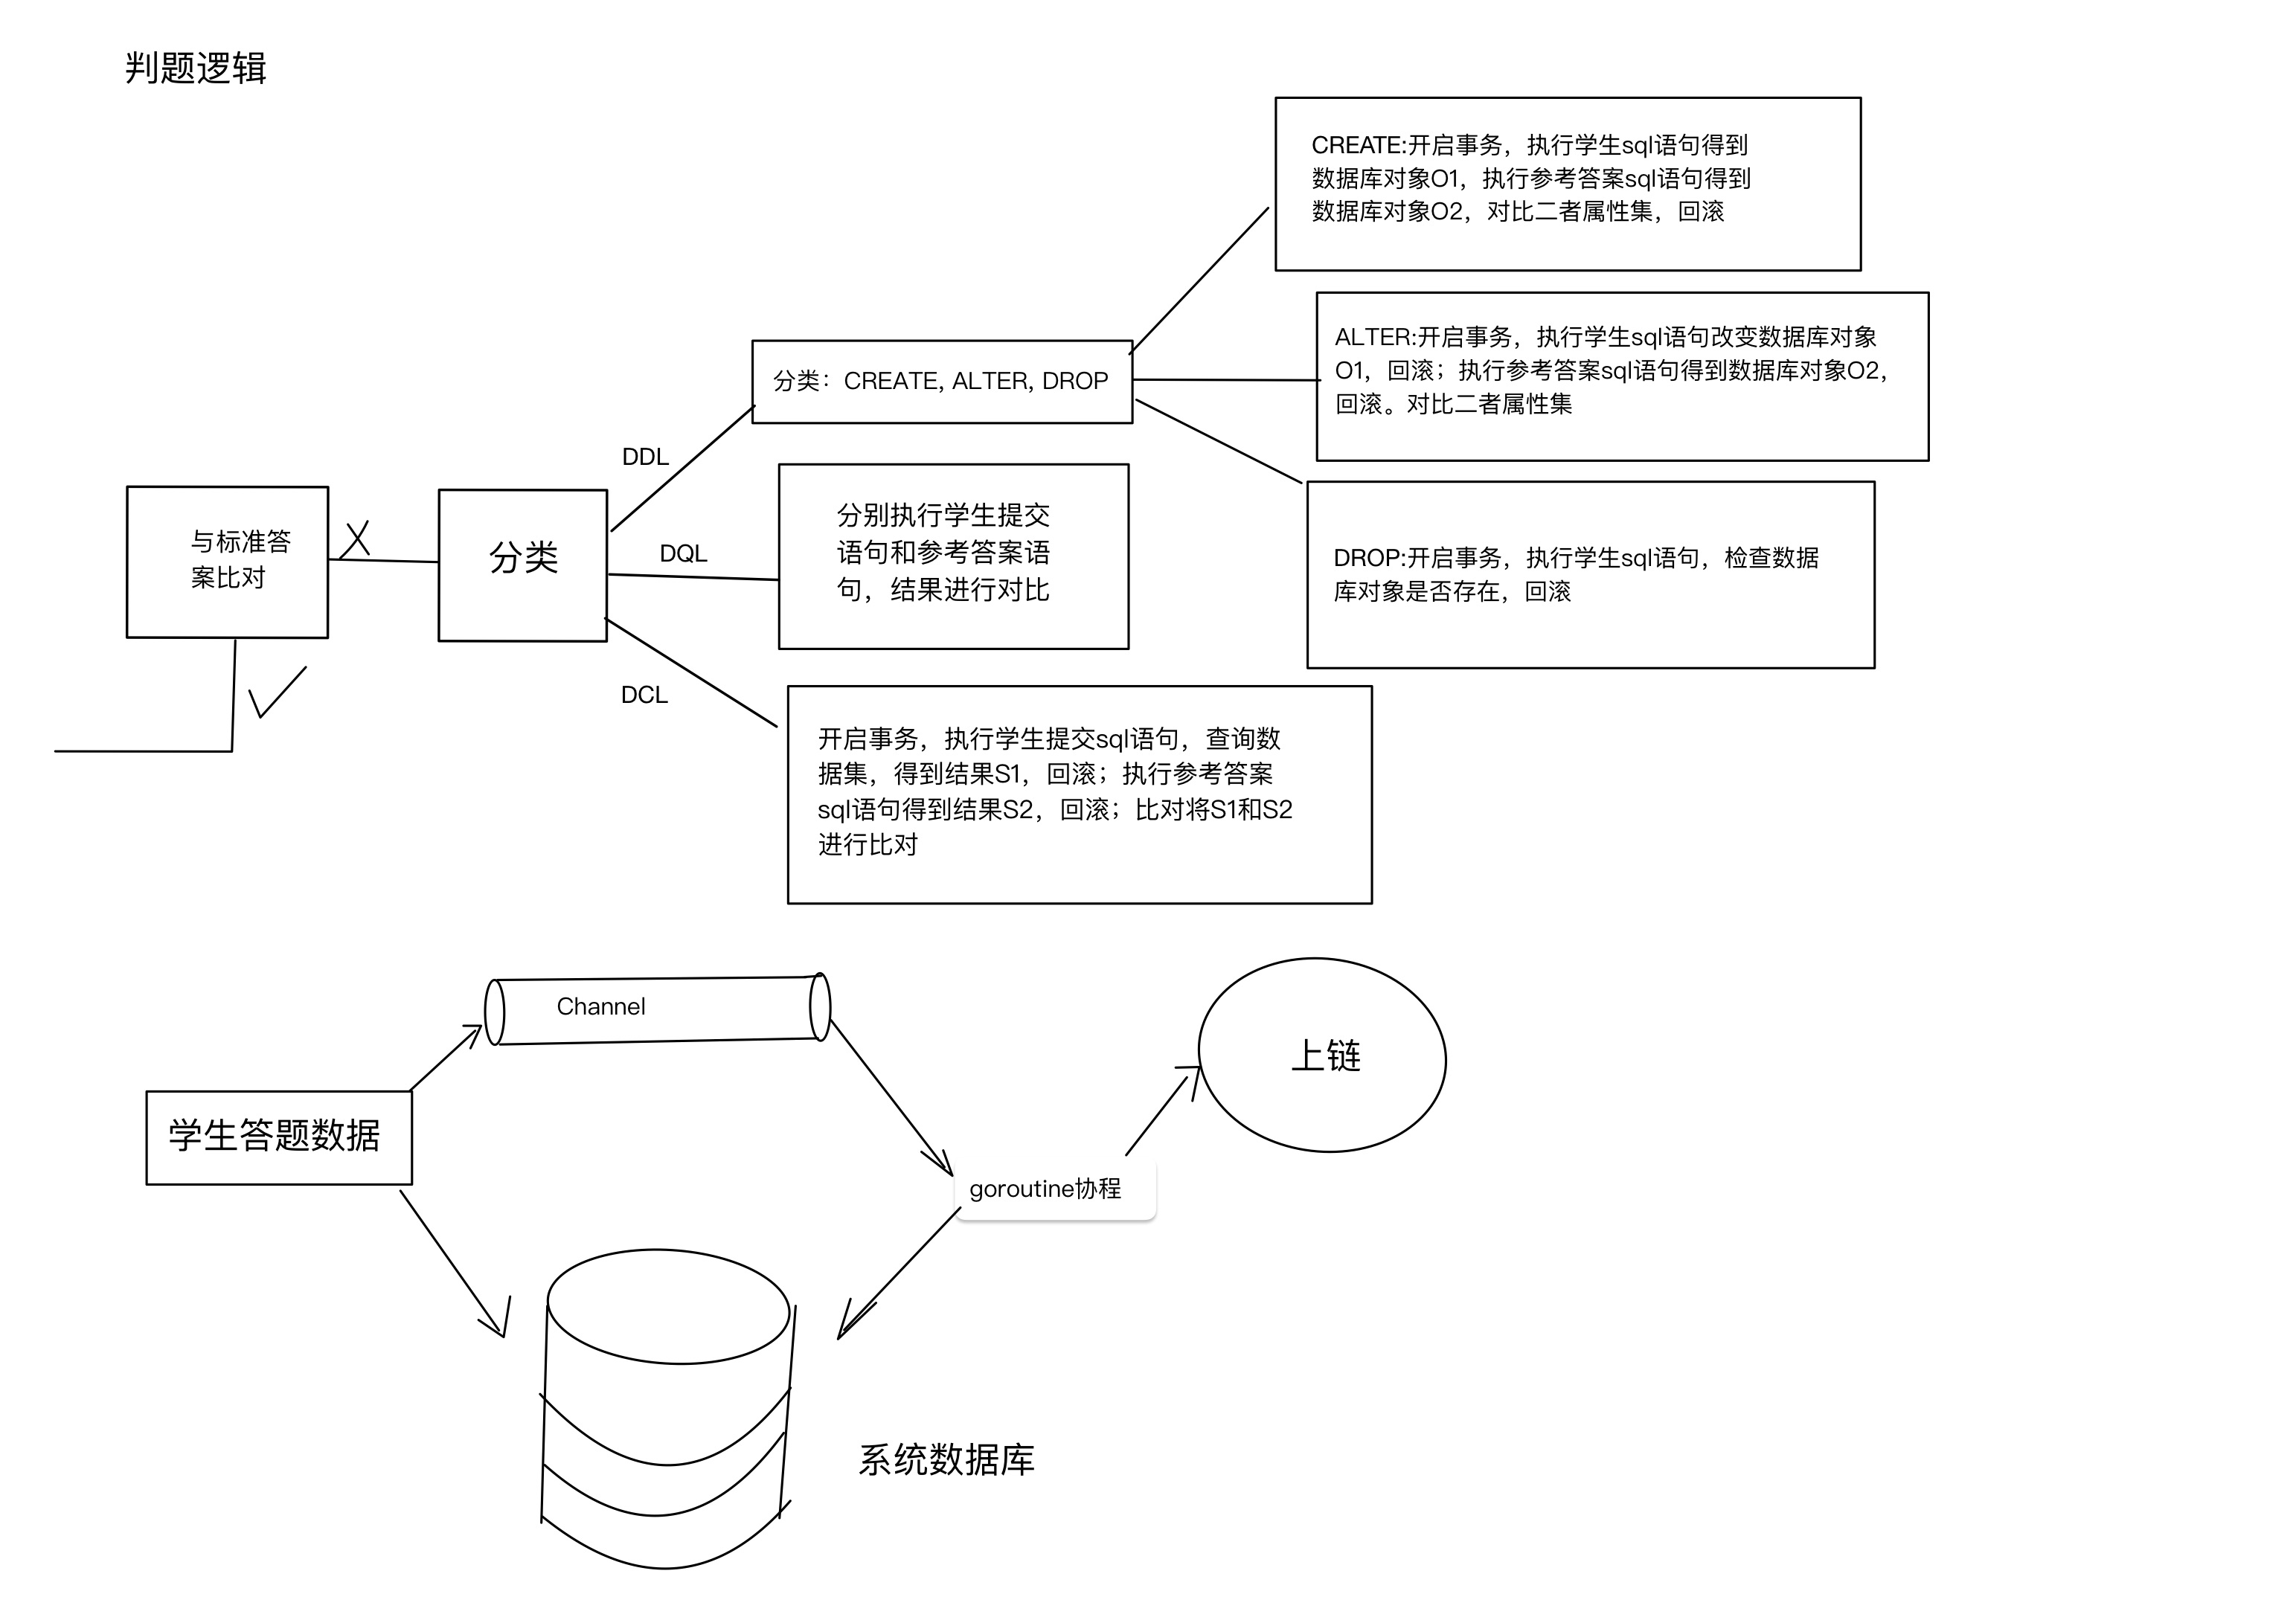 判题逻辑
CREATE:开启事务，执行学生sql语句得到
数据库对象O1，执行参考答案sql语句得到
数据库对象O2，对比二者属性集，回滚
ALTER:开启事务，执行学生sql语句改变数据库对象
O1，回滚；执行参考答案sql语句得到数据库对象O2，
回滚。对比二者属性集
分类：CREATE, ALTER, DROP
DDL
与标准答
案比对
分类
DQL
分别执行学生提交
语句和参考答案语
句，结果进行对比
DROP:开启事务，执行学生sql语句，检查数据
库对象是否存在，回滚
DCL
开启事务，执行学生提交sql语句，查询数
据集，得到结果S1，回滚；执行参考答案
sql语句得到结果S2，回滚；比对将S1和S2
进行比对
Channel
上链
学生答题数据
goroutine协程
系统数据库